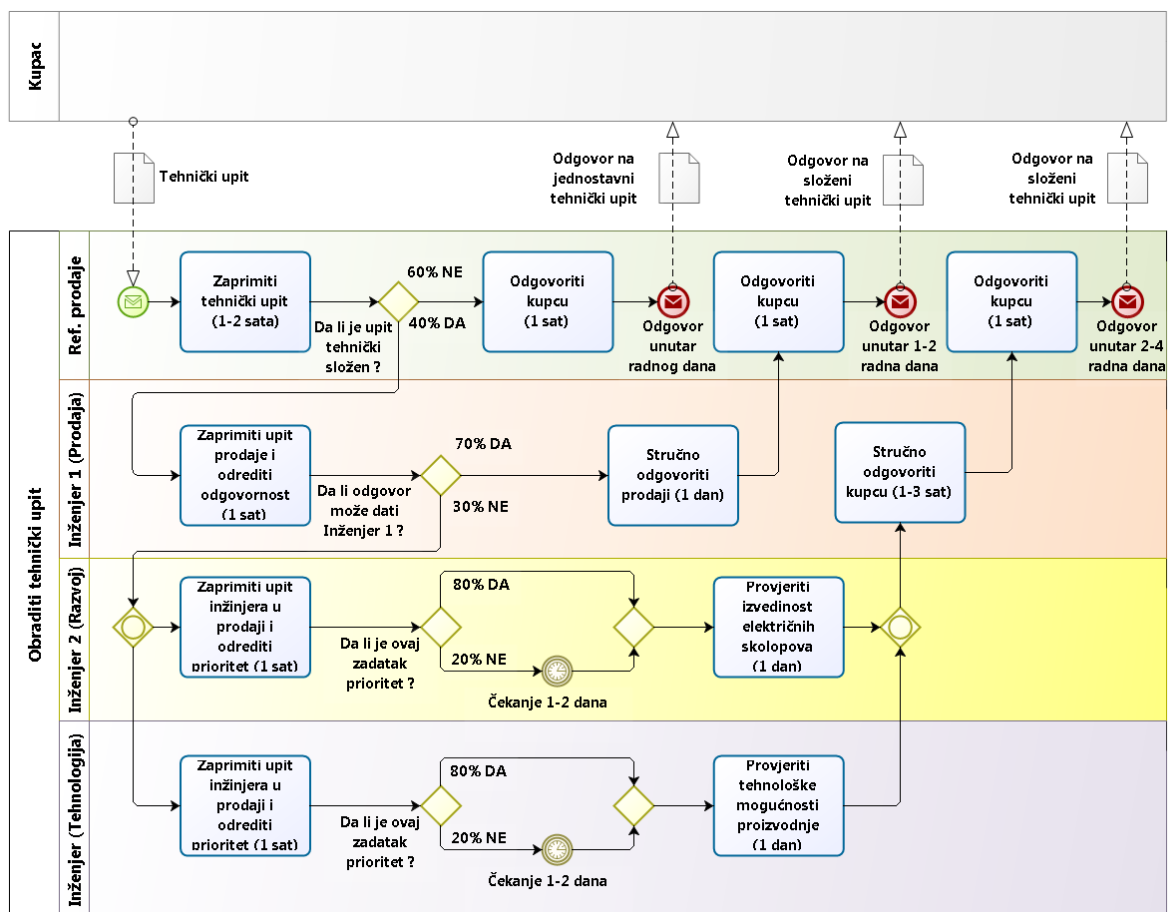 Kupac
Tehnički upit
Odgovor na
jednostavni
tehnički upit
Odgovor na
složeni
tehnički upit
Odgovor na
složeni
tehnički upit
Obraditi tehnički upit
Ref. prodaje
Zaprimiti
tehnički upit
(1-2 sata)
60% NE
40% DA
Da li je upit
tehnički
složen ?
Odgovoriti
kupcu
(1 sat)
Odgovor
unutar
radnog dana
Odgovoriti
kupcu
(1 sat)
Odgovor
unutar 1-2
radna dana
Odgovoriti
kupcu
(1 sat)
Odgovor
unutar 2-4
radna dana
Inženjer 1 (Prodaja)
Zaprimiti upit
prodaje i
odrediti
odgovornost
(1 sat)
Da li odgovor
može dati
Inženjer 1 ?
70% DA
30% NE
Stručno
odgovoriti
prodaji (1 dan)
Stručno
odgovoriti
kupcu (1-3 sat)
Inženjer 2 (Razvoj)
Zaprimiti upit
inžinjera u
prodaji i
odrediti
prioritet (1 sat)
Da li je ovaj
zadatak
prioritet ?
80% DA
20% NE
Čekanje 1-2 dana
Provjeriti
izvedinost
električnih
skolopova
(1 dan)
Inženjer (Tehnologija)
Zaprimiti upit
inžinjera u
prodaji i
odrediti
prioritet (1 sat)
Da li je ovaj
zadatak
prioritet ?
80% DA
20% NE
Čekanje 1-2 dana
Provjeriti
tehnološke
mogućnosti
proizvodnje
(1 dan)